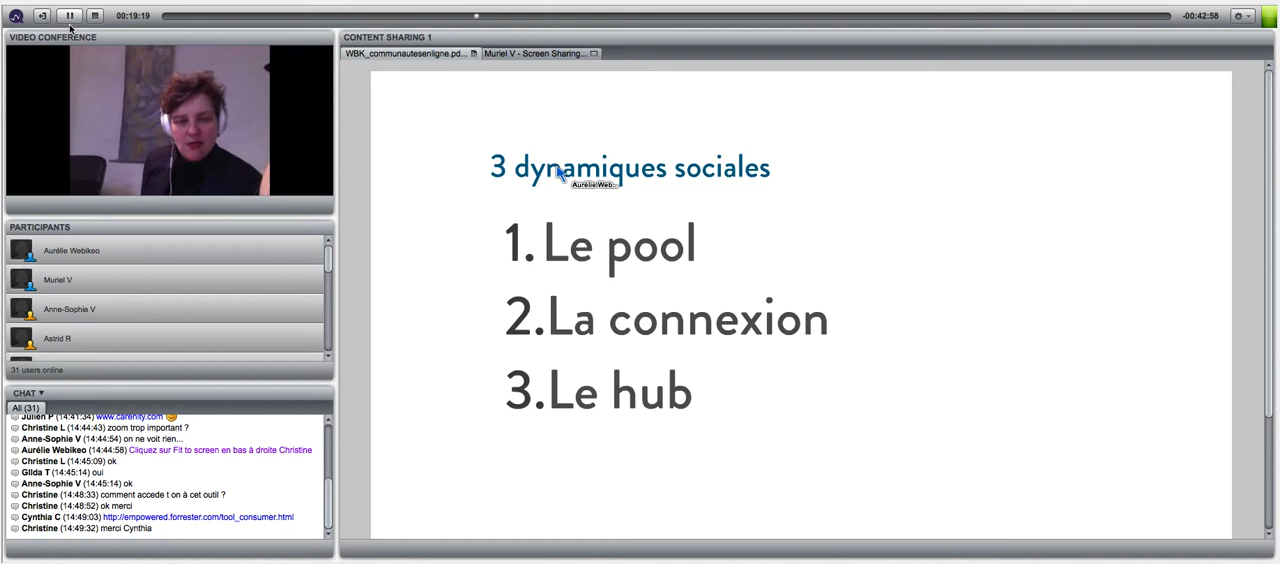 00:19:19
-00:42:58
VIDEO CONFERENCE
CONTENT SHARING 1
WBK_communautesenligne.pd...
Muriel V - Screen Sharing...
3 dynamiques sociales
Aurélie Web...
1. Le pool
2. La connexion
3. Le hub
PARTICIPANTS
Aurélie Webikeo
Muriel V
Anne-Sophie V
Astrid R
31 users online
CHAT
All (31)
Julien P (14:41:34) www.carenity.com
Christine L (14:44:43) zoom trop important ?
Anne-Sophie V (14:44:54) on ne voit rien...
Aurélie Webikeo (14:44:58) Cliquez sur Fit to screen en bas à droite Christine
Christine L (14:45:09) ok
GIlda T (14:45:14) oui
Anne-Sophie V (14:45:14) ok
Christine (14:48:33) comment accede t on à cet outil ?
Christine (14:48:52) ok merci
Cynthia C (14:49:03) http://empowered.forrester.com/tool_consumer.html
Christine (14:49:32) merci Cynthia